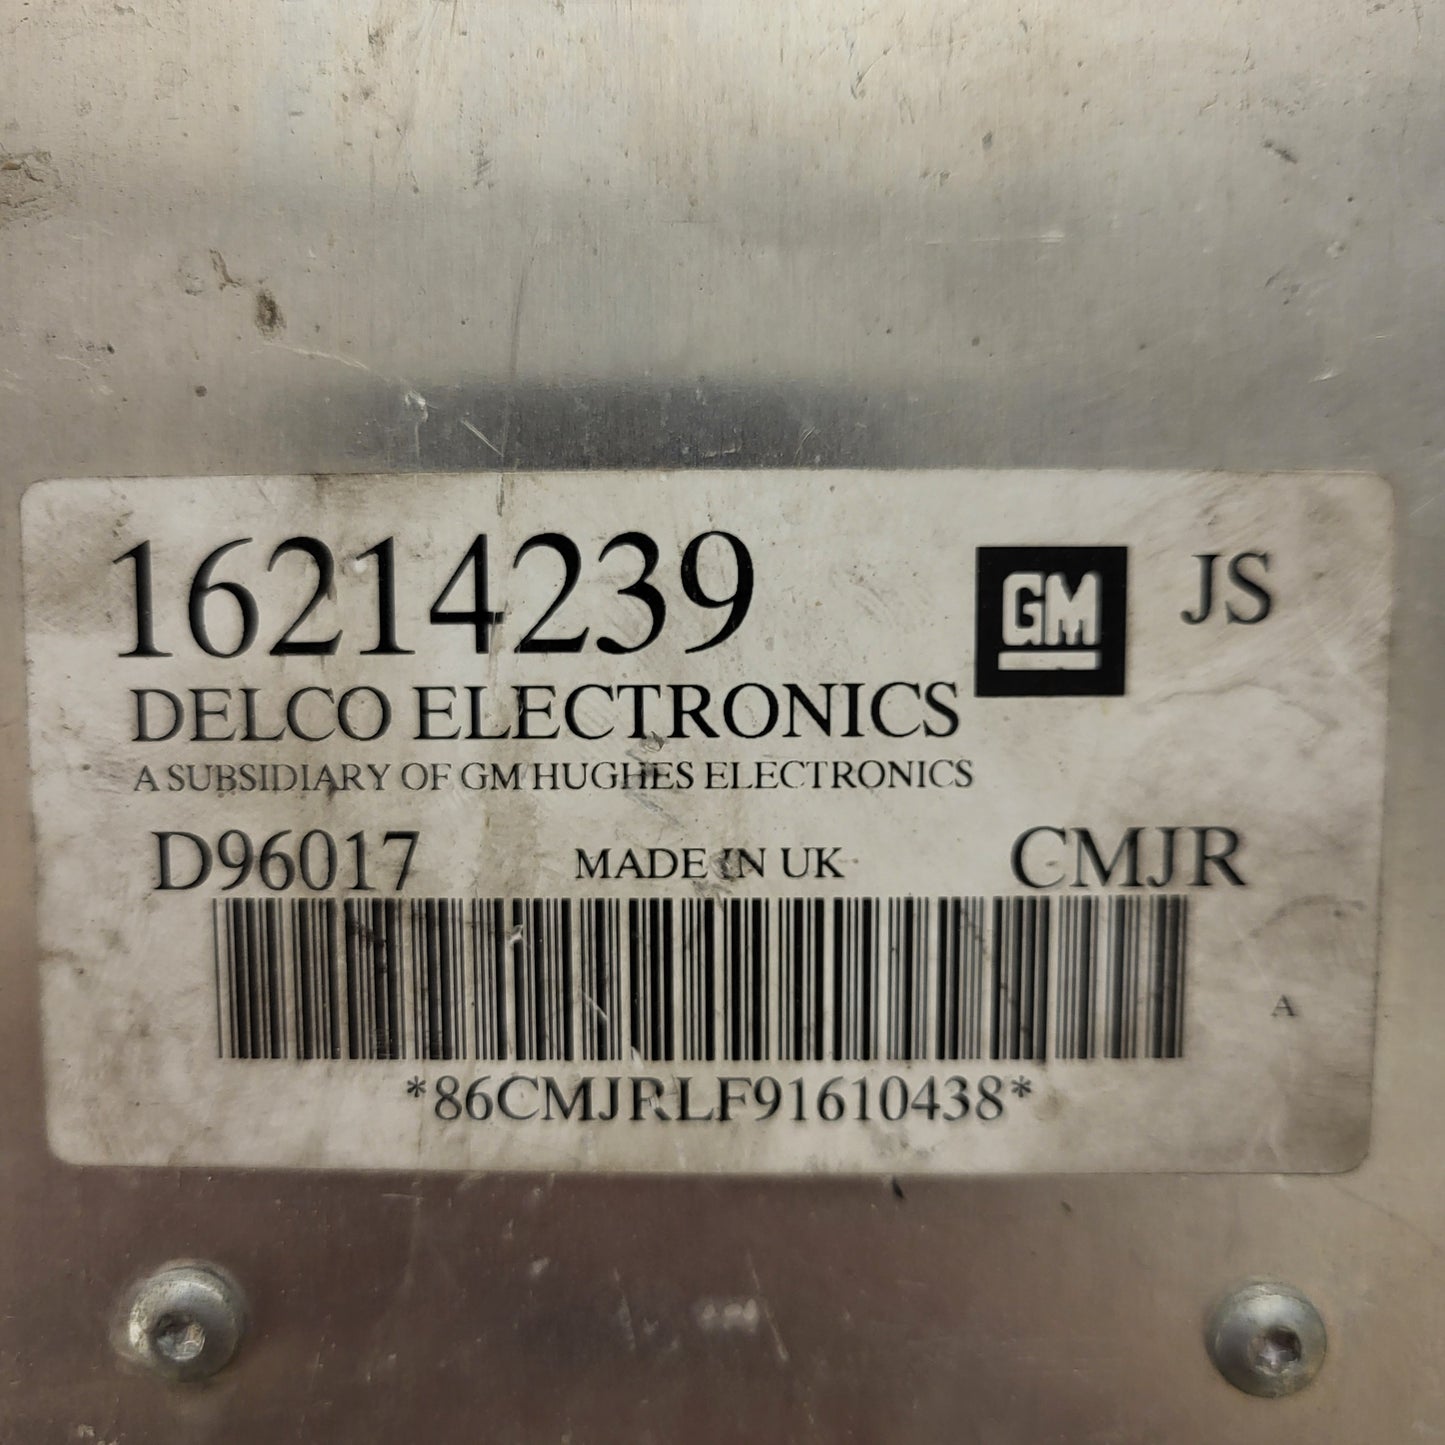 16214239 GM JS
DELCO ELECTRONICS
A SUBSIDIARY OF GM HUGHES ELECTRONICS
D96017 MADE IN UK CMJR
A
*86CMJRLF91610438*